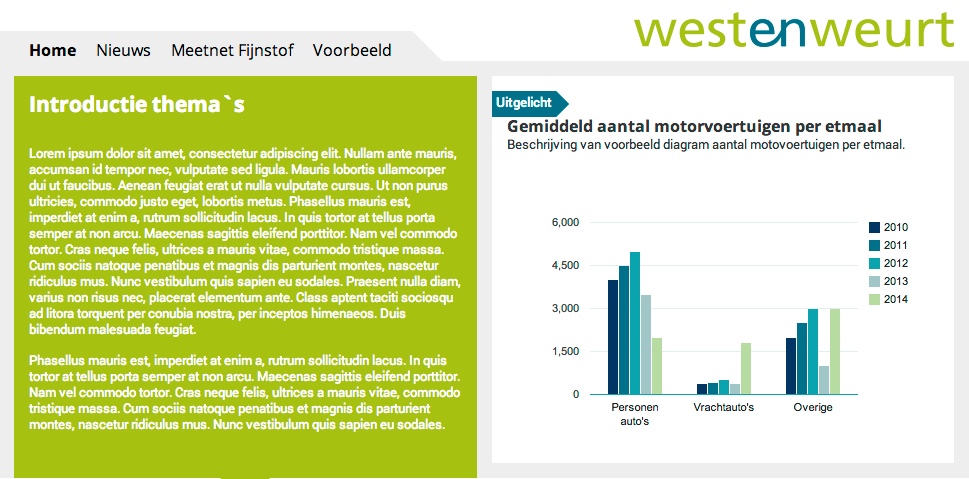 westenweurt
Home Nieuws Meetnet Fijnstof Voorbeeld
Introductie thema`s
Lorem ipsum dolor sit amet, consectetur adipiscing elit. Nullam ante mauris,
accumsan id tempor nec, vulputate sed ligula. Mauris lobortis ullamcorper
dui ut faucibus. Aenean feugiat erat ut nulla vulputate cursus. Ut non purus
ultricies, commodo justo eget, lobortis metus. Phasellus mauris est,
imperdiet at enim a, rutrum sollicitudin lacus. In quis tortor at tellus porta
semper at non arcu. Maecenas sagittis eleifend porttitor. Nam vel commodo
tortor. Cras neque felis, ultrices a mauris vitae, commodo tristique massa.
Cum sociis natoque penatibus et magnis dis parturient montes, nascetur
ridiculus mus. Nunc vestibulum quis sapien eu sodales. Praesent nulla diam,
varius non risus nec, placerat elementum ante. Class aptent taciti sociosqu
ad litora torquent per conubia nostra, per inceptos himenaeos. Duis
bibendum malesuada feugiat.
Phasellus mauris est, imperdiet at enim a, rutrum sollicitudin lacus. In quis
tortor at tellus porta semper at non arcu. Maecenas sagittis eleifend porttitor.
Nam vel commodo tortor. Cras neque felis, ultrices a mauris vitae, commodo
tristique massa. Cum sociis natoque penatibus et magnis dis parturient
montes, nascetur ridiculus mus. Nunc vestibulum quis sapien eu sodales.
Uitgelicht
Gemiddeld aantal motorvoertuigen per etmaal
Beschrijving van voorbeeld diagram aantal motovoertuigen per etmaal.
6,000
4,500
3,000
1,500
0
Personen
auto's
Vrachtauto's
Overige
2010
2011
2012
2013
2014